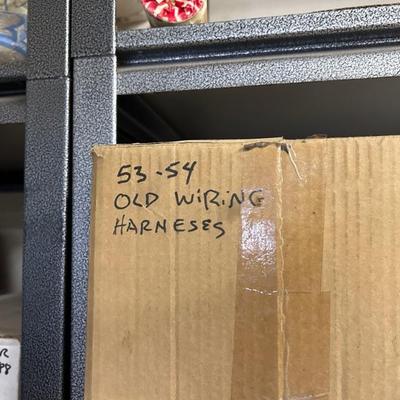 53-54
OLD WIRING
HARNESES
R